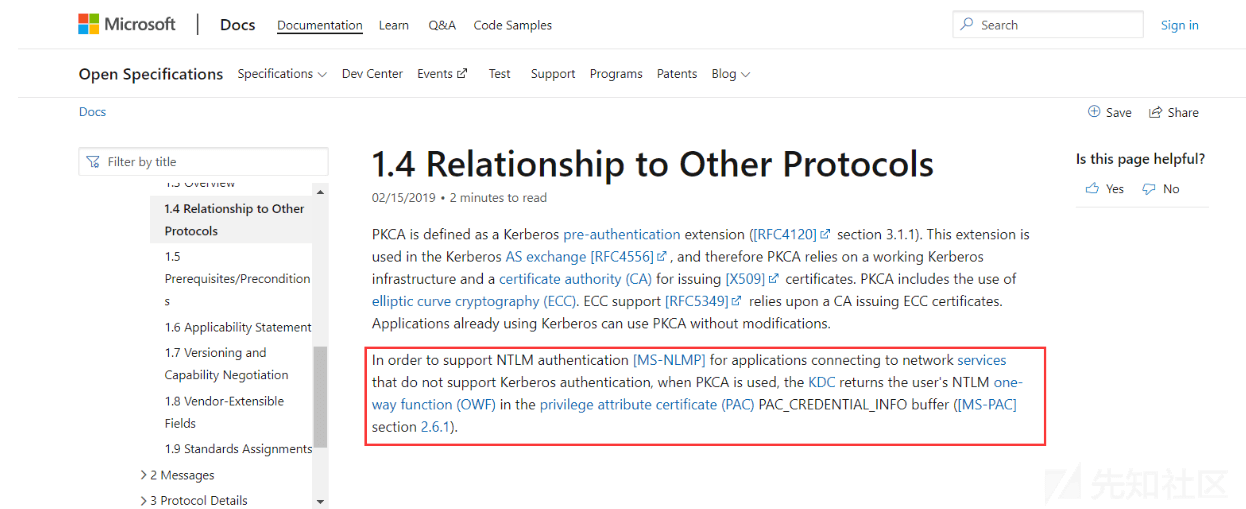 Microsoft | Docs Documentation Learn Q&A Code Samples Search Sign in
Open Specifications Specifications Dev Center Events Test Support Programs Patents Blog
Docs Save Share
Filter by title
1.3 Overview
1.4 Relationship to Other
Protocols
1.5
Prerequisites/Precondition
s
1.6 Applicability Statement
1.7 Versioning and
Capability Negotiation
1.8 Vendor-Extensible
Fields
1.9 Standards Assignments
2 Messages
3 Protocol Details
1.4 Relationship to Other Protocols
02/15/2019 • 2 minutes to read
PKCA is defined as a Kerberos pre-authentication extension ([RFC4120] section 3.1.1). This extension is
used in the Kerberos AS exchange [RFC4556] , and therefore PKCA relies on a working Kerberos
infrastructure and a certificate authority (CA) for issuing [X509] certificates. PKCA includes the use of
elliptic curve cryptography (ECC). ECC support [RFC5349] relies upon a CA issuing ECC certificates.
Applications already using Kerberos can use PKCA without modifications.
In order to support NTLM authentication [MS-NLMP] for applications connecting to network services
that do not support Kerberos authentication, when PKCA is used, the KDC returns the user's NTLM one-
way function (OWF) in the privilege attribute certificate (PAC) PAC_CREDENTIAL_INFO buffer ([MS-PAC]
section 2.6.1).
Is this page helpful?
Yes No
先知社区